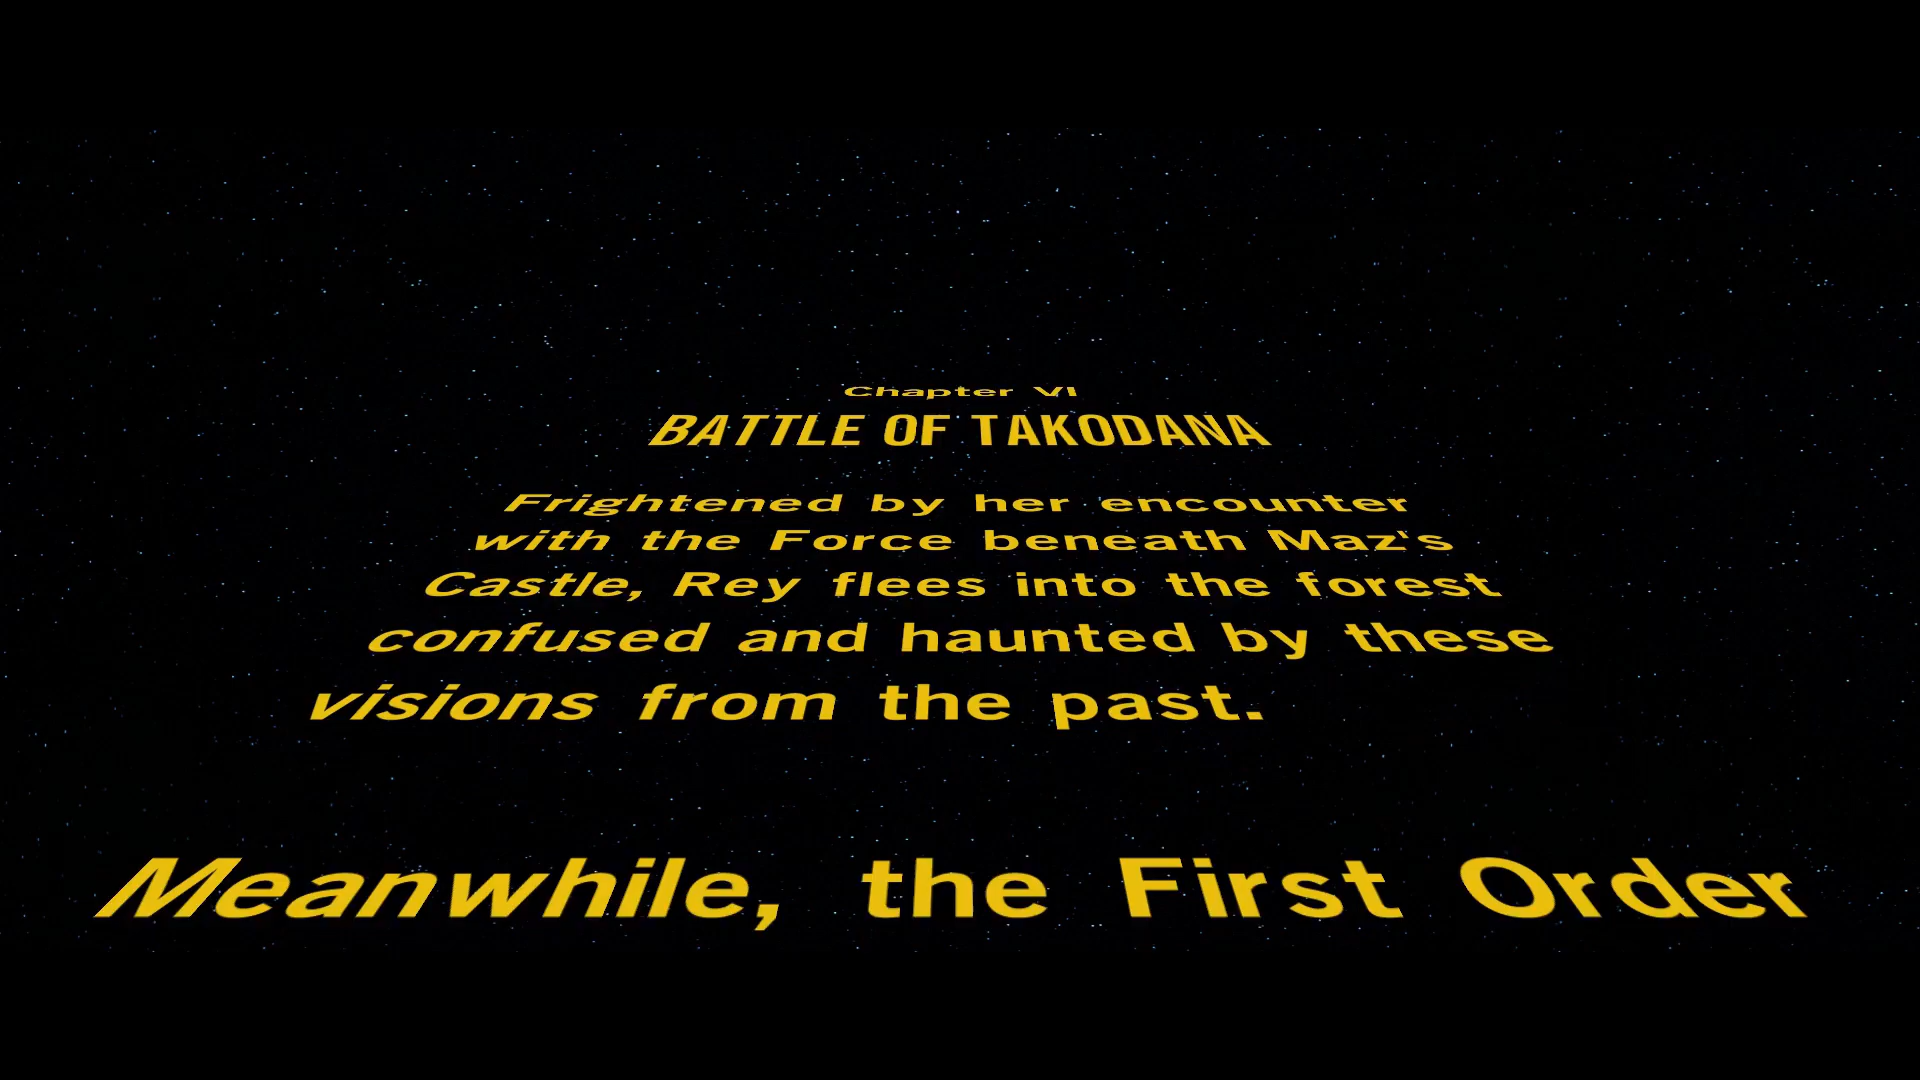 Chapter VI
BATTLE OF TAKODANA
Frightened by her encounter
with the Force beneath Maz's
Castle, Rey flees into the forest
confused and haunted by these
visions from the past.
Meanwhile, the First Order